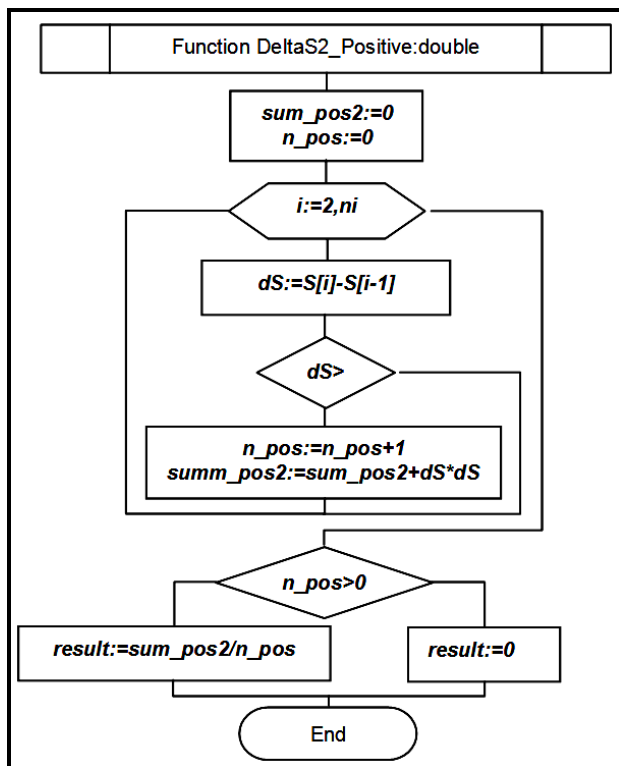 Function DeltaS2_Positive:double
sum_pos2:=0
n_pos:=0
i:=2,ni
dS:=S[i]-S[i-1]
dS>
n_pos:=n_pos+1
summ_pos2:=sum_pos2+dS*dS
n_pos>0
result:=sum_pos2/n_pos
result:=0
End